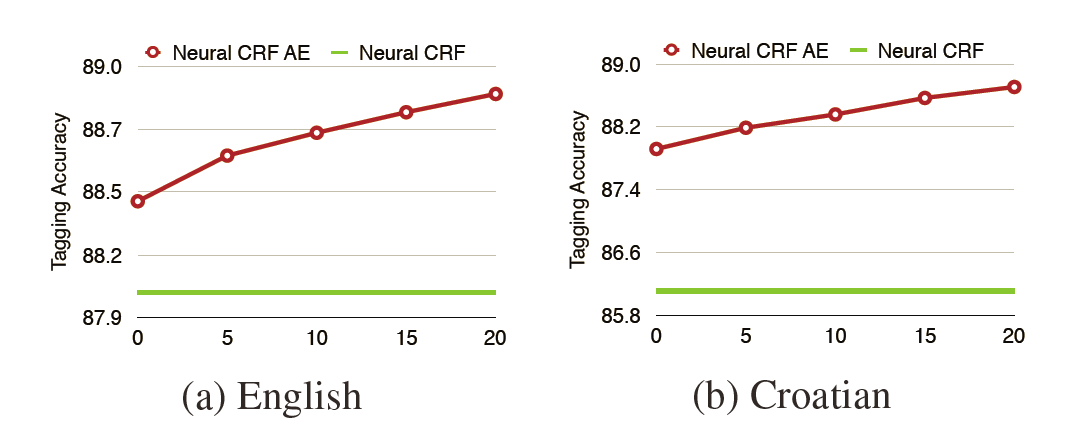 Neural CRF AE Neural CRF
89.0
88.7
88.5
88.2
87.9
Tagging Accuracy
0 5 10 15 20
(a) English
Neural CRF AE Neural CRF
89.0
88.2
87.4
86.6
85.8
Tagging Accuracy
0 5 10 15 20
(b) Croatian